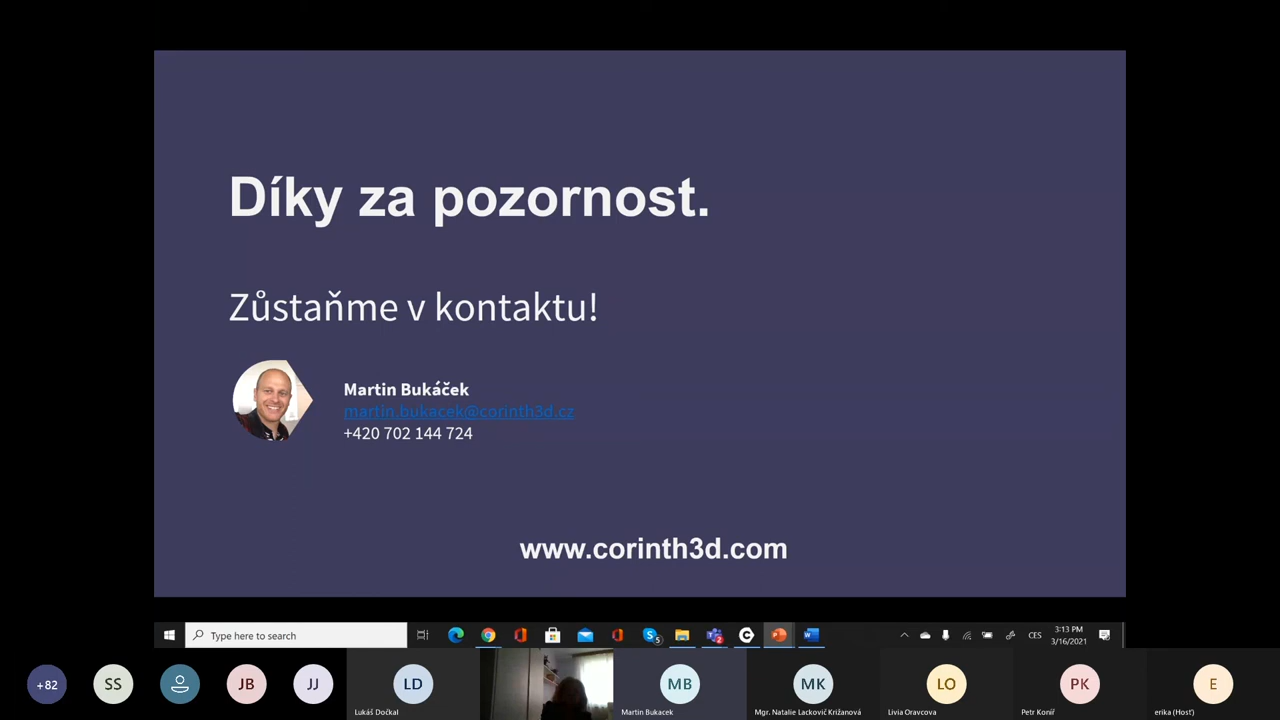 Díky za pozornost.
Zůstaňme v kontaktu!
Martin Bukáček
martin.bukacek@corinth3d.cz
+420 702 144 724
www.corinth3d.com
Type here to search
CES
3:13 PM
3/16/2021
+82
SS
JB
JJ
LD
MB
MK
LO
PK
E
Lukáš Dočkal
Martin Bukacek
Mgr. Natalie Lackovič Križanová
Livia Oravcova
Petr Koníř
erika (Host')